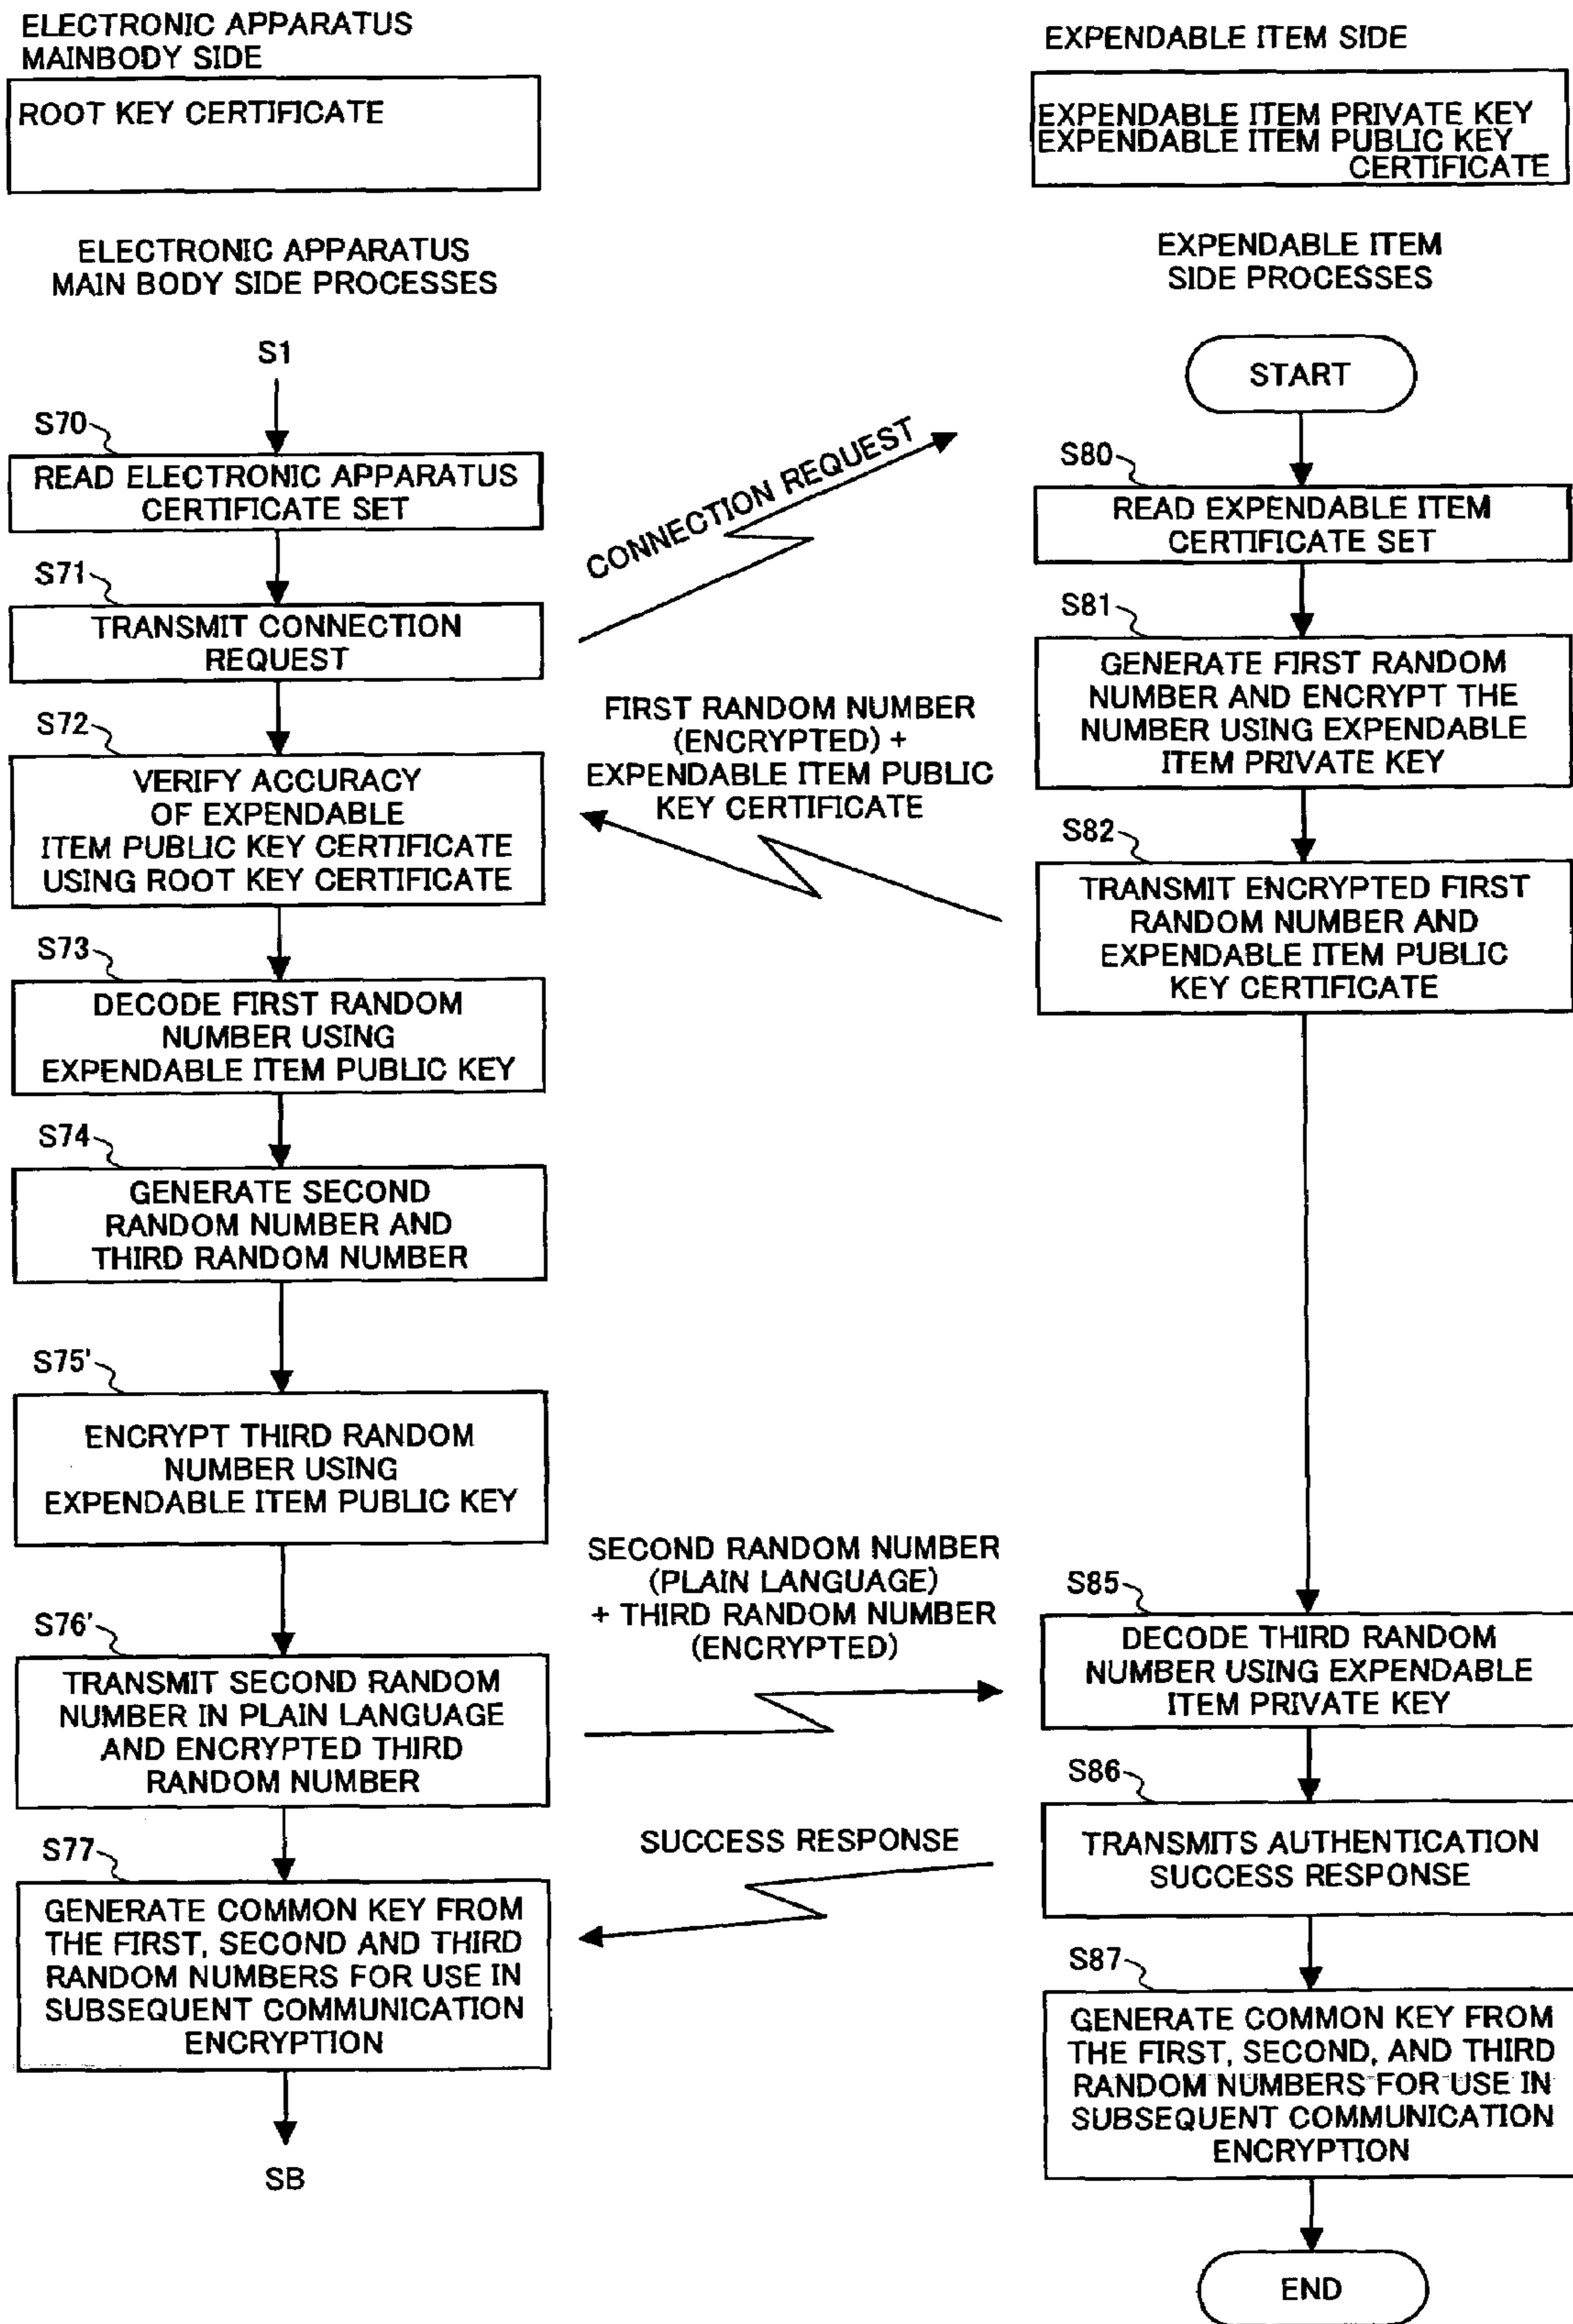 ELECTRONIC APPARATUS
MAINBODY SIDE
ROOT KEY CERTIFICATE
EXPENDABLE ITEM SIDE
EXPENDABLE ITEM PRIVATE KEY
EXPENDABLE ITEM PUBLIC KEY
CERTIFICATE
ELECTRONIC APPARATUS
MAIN BODY SIDE PROCESSES
EXPENDABLE ITEM
SIDE PROCESSES
S1
S70
READ ELECTRONIC APPARATUS
CERTIFICATE SET
S71
TRANSMIT CONNECTION
REQUEST
S72
VERIFY ACCURACY
OF EXPENDABLE
ITEM PUBLIC KEY CERTIFICATE
USING ROOT KEY CERTIFICATE
S73
DECODE FIRST RANDOM
NUMBER USING
EXPENDABLE ITEM PUBLIC KEY
S74
GENERATE SECOND
RANDOM NUMBER AND
THIRD RANDOM NUMBER
S75'
ENCRYPT THIRD RANDOM
NUMBER USING
EXPENDABLE ITEM PUBLIC KEY
S76'
TRANSMIT SECOND RANDOM
NUMBER IN PLAIN LANGUAGE
AND ENCRYPTED THIRD
RANDOM NUMBER
S77
GENERATE COMMON KEY FROM
THE FIRST, SECOND AND THIRD
RANDOM NUMBERS FOR USE IN
SUBSEQUENT COMMUNICATION
ENCRYPTION
SB
CONNECTION REQUEST
FIRST RANDOM NUMBER
(ENCRYPTED) +
EXPENDABLE ITEM PUBLIC
KEY CERTIFICATE
SECOND RANDOM NUMBER
(PLAIN LANGUAGE)
+ THIRD RANDOM NUMBER
(ENCRYPTED)
SUCCESS RESPONSE
START
S80
READ EXPENDABLE ITEM
CERTIFICATE SET
S81
GENERATE FIRST RANDOM
NUMBER AND ENCRYPT THE
NUMBER USING EXPENDABLE
ITEM PRIVATE KEY
S82
TRANSMIT ENCRYPTED FIRST
RANDOM NUMBER AND
EXPENDABLE ITEM PUBLIC
KEY CERTIFICATE
S85
DECODE THIRD RANDOM
NUMBER USING EXPENDABLE
ITEM PRIVATE KEY
S86
TRANSMITS AUTHENTICATION
SUCCESS RESPONSE
S87
GENERATE COMMON KEY FROM
THE FIRST, SECOND, AND THIRD
RANDOM NUMBERS FOR USE IN
SUBSEQUENT COMMUNICATION
ENCRYPTION
END